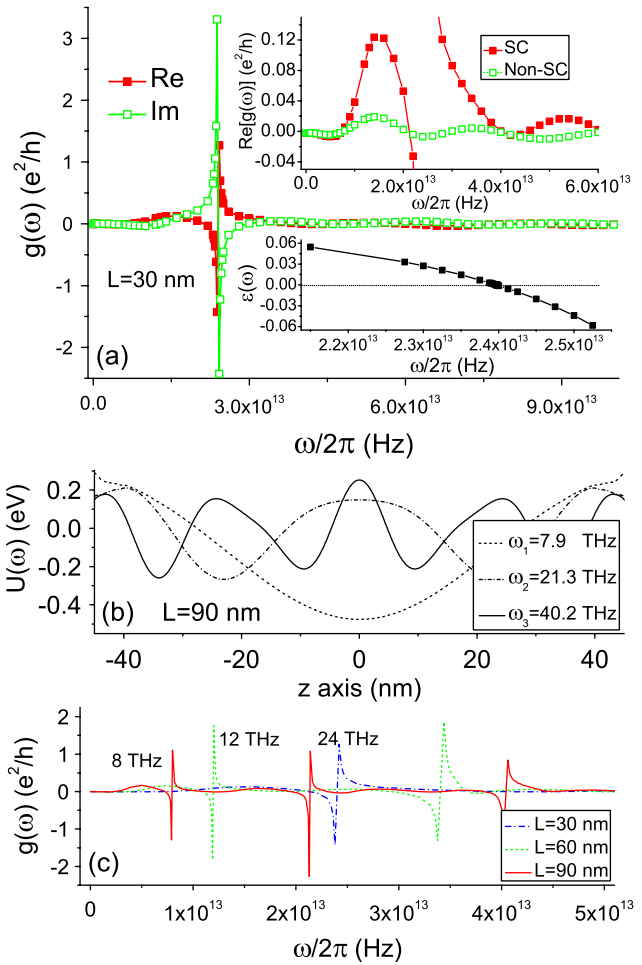 3
2
1
0
-1
-2
g(ω) (e²/h)
Re
Im
L=30 nm
(a)
0.0
3.0x10¹³
6.0x10¹³
9.0x10¹³
ω/2π (Hz)
0.12
0.08
0.04
0.00
-0.04
Re[g(ω)] (e²/h)
SC
Non-SC
0.0
2.0x10¹³
4.0x10¹³
6.0x10¹³
ω/2π (Hz)
0.06
0.03
0.00
-0.03
-0.06
ε(ω)
2.2x10¹³
2.3x10¹³
2.4x10¹³
2.5x10¹³
ω/2π (Hz)
0.2
0.0
-0.2
-0.4
U(ω) (eV)
(b)
L=90 nm
ω₁=7.9 THz
ω₂=21.3 THz
ω₃=40.2 THz
-40
-20
0
20
40
z axis (nm)
2
1
0
-1
-2
g(ω) (e²/h)
8 THz
12 THz
24 THz
(c)
L=30 nm
L=60 nm
L=90 nm
0
1x10¹³
2x10¹³
3x10¹³
4x10¹³
5x10¹³
ω/2π (Hz)